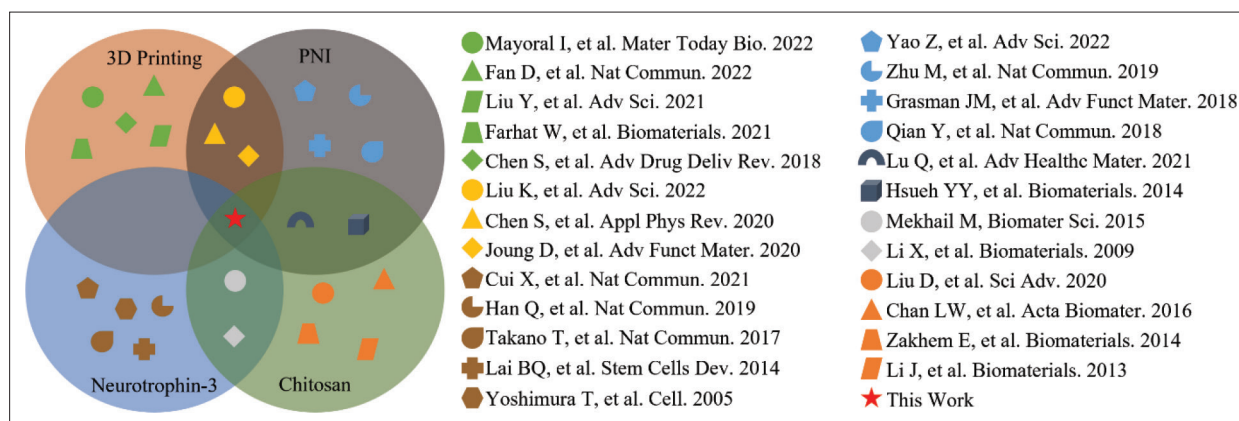 3D Printing
PNI
Neurotrophin-3
Chitosan
Mayoral I, et al. Mater Today Bio. 2022
Fan D, et al. Nat Commun. 2022
Liu Y, et al. Adv Sci. 2021
Farhat W, et al. Biomaterials. 2021
Chen S, et al. Adv Drug Deliv Rev. 2018
Liu K, et al. Adv Sci. 2022
Chen S, et al. Appl Phys Rev. 2020
Joung D, et al. Adv Funct Mater. 2020
Cui X, et al. Nat Commun. 2021
Han Q, et al. Nat Commun. 2019
Takano T, et al. Nat Commun. 2017
Lai BQ, et al. Stem Cells Dev. 2014
Yoshimura T, et al. Cell. 2005
Yao Z, et al. Adv Sci. 2022
Zhu M, et al. Nat Commun. 2019
Grasman JM, et al. Adv Funct Mater. 2018
Qian Y, et al. Nat Commun. 2018
Lu Q, et al. Adv Healthc Mater. 2021
Hsueh YY, et al. Biomaterials. 2014
Mekhail M, Biomater Sci. 2015
Li X, et al. Biomaterials. 2009
Liu D, et al. Sci Adv. 2020
Chan LW, et al. Acta Biomater. 2016
Zakhem E, et al. Biomaterials. 2014
Li J, et al. Biomaterials. 2013
This Work